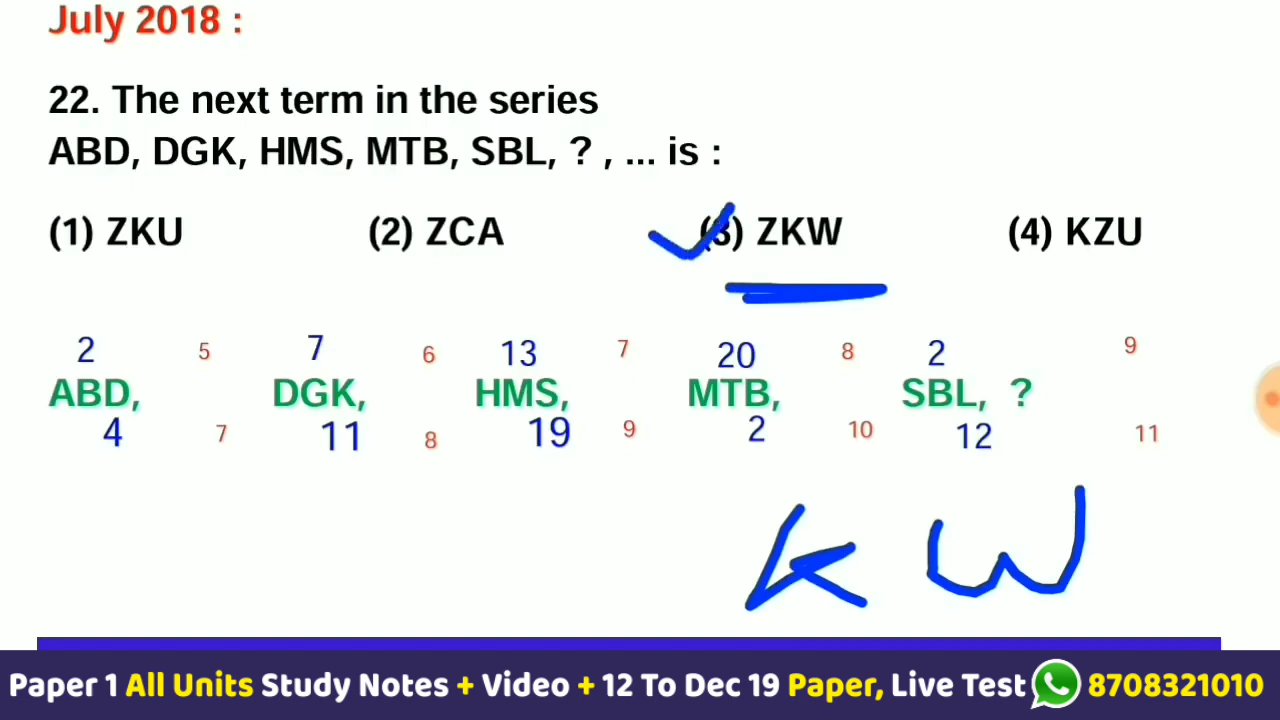 July 2018 :
22. The next term in the series
ABD, DGK, HMS, MTB, SBL, ? , ... is :
(1) ZKU (2) ZCA (3) ZKW (4) KZU
2 5 7 6 13 7 20 8 2 9
ABD, DGK, HMS, MTB, SBL, ?
4 7 11 8 19 9 2 10 12 11
K W
Paper 1 All Units Study Notes + Video + 12 To Dec 19 Paper, Live Test 8708321010